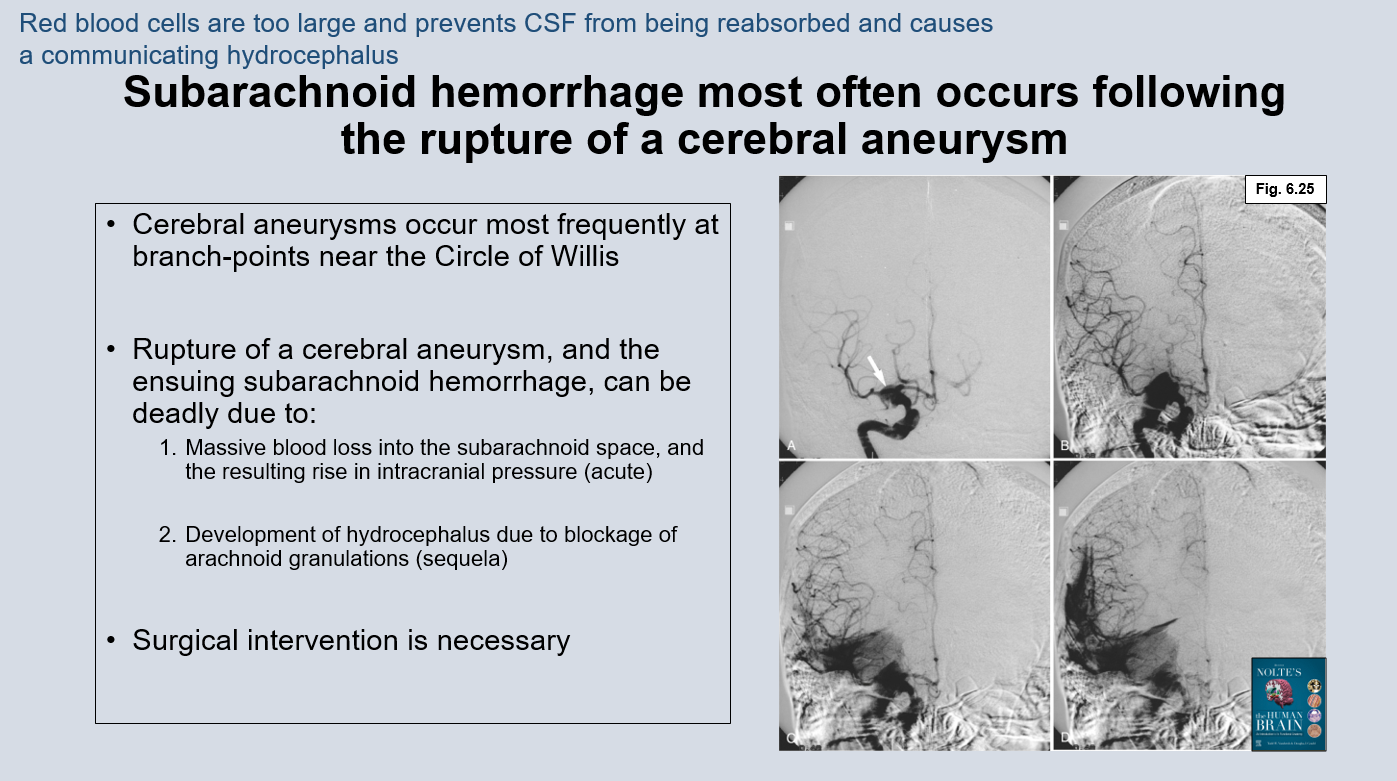 Red blood cells are too large and prevents CSF from being reabsorbed and causes
a communicating hydrocephalus
Subarachnoid hemorrhage most often occurs following
the rupture of a cerebral aneurysm
• Cerebral aneurysms occur most frequently at
branch-points near the Circle of Willis
• Rupture of a cerebral aneurysm, and the
ensuing subarachnoid hemorrhage, can be
deadly due to:
1. Massive blood loss into the subarachnoid space, and
the resulting rise in intracranial pressure (acute)
2. Development of hydrocephalus due to blockage of
arachnoid granulations (sequela)
• Surgical intervention is necessary
Fig. 6.25
A
B
C
D
NOLTE'S
the HUMAN
BRAIN